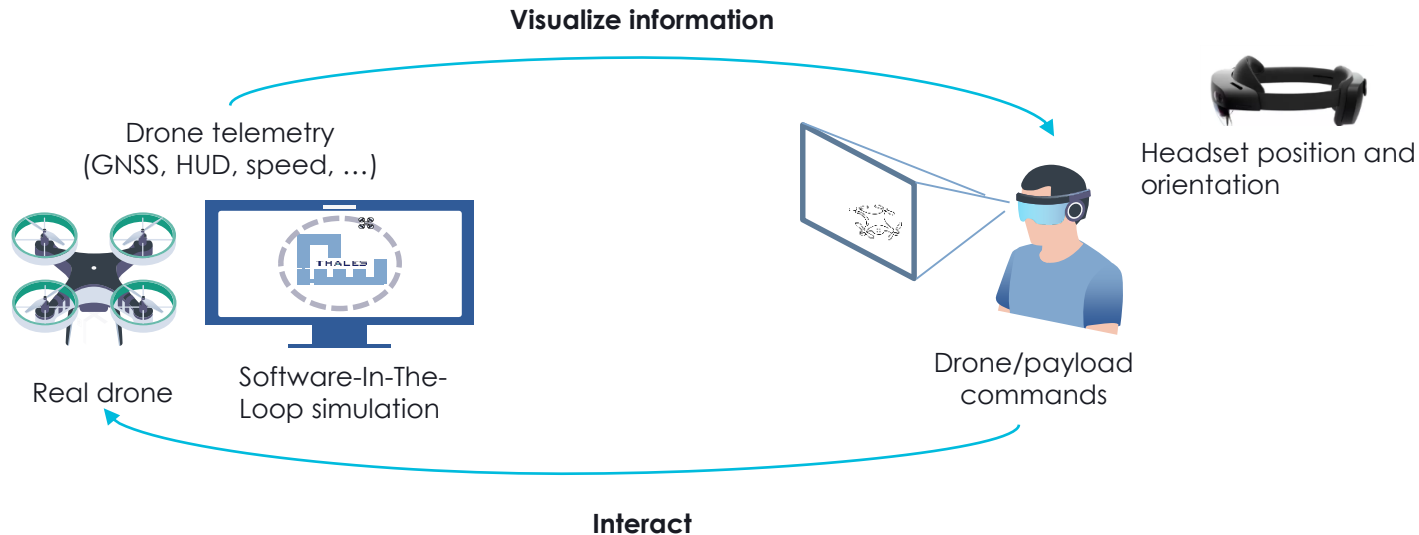 Visualize information
Drone telemetry
(GNSS, HUD, speed, …)
Headset position and
orientation
THALES
Real drone
Software-In-The-
Loop simulation
Drone/payload
commands
Interact